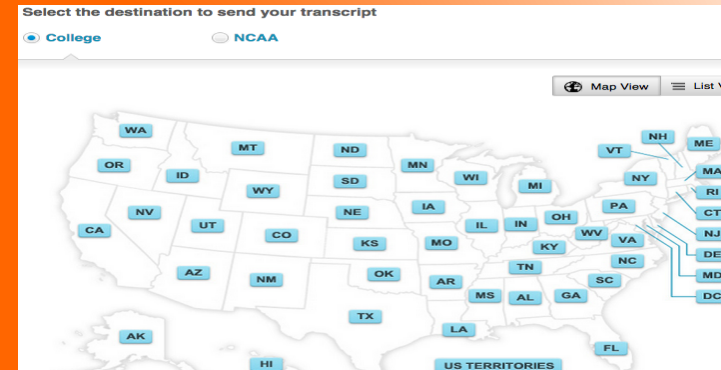 Select the destination to send your transcript
College NCAA
Map View List V
WA
MT
ND
NH
ME
OR
ID
MN
VT
WI
MI
NY
MA
SD
WY
RI
NV
NE
IA
PA
CT
CA
UT
CO
IL
IN
OH
WV
NJ
KS
MO
KY
VA
DE
AZ
NM
OK
AR
TN
NC
MD
SC
MS
AL
GA
DC
TX
LA
AK
FL
HI
US TERRITORIES